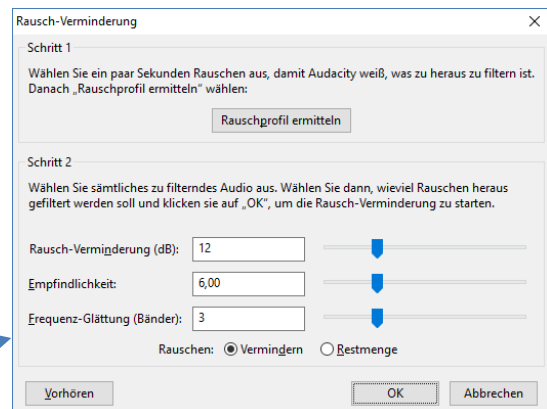 Rausch-Verminderung
Schritt 1
Wählen Sie ein paar Sekunden Rauschen aus, damit Audacity weiß, was zu heraus zu filtern ist.
Danach „Rauschprofil ermitteln" wählen:
Rauschprofil ermitteln
Schritt 2
Wählen Sie sämtliches zu filterndes Audio aus. Wählen Sie dann, wieviel Rauschen heraus
gefiltert werden soll und klicken sie auf „OK", um die Rausch-Verminderung zu starten.
Rausch-Verminderung (dB): 12
Empfindlichkeit: 6,00
Frequenz-Glättung (Bänder): 3
Rauschen: Vermindern Restmenge
Vorhören OK Abbrechen